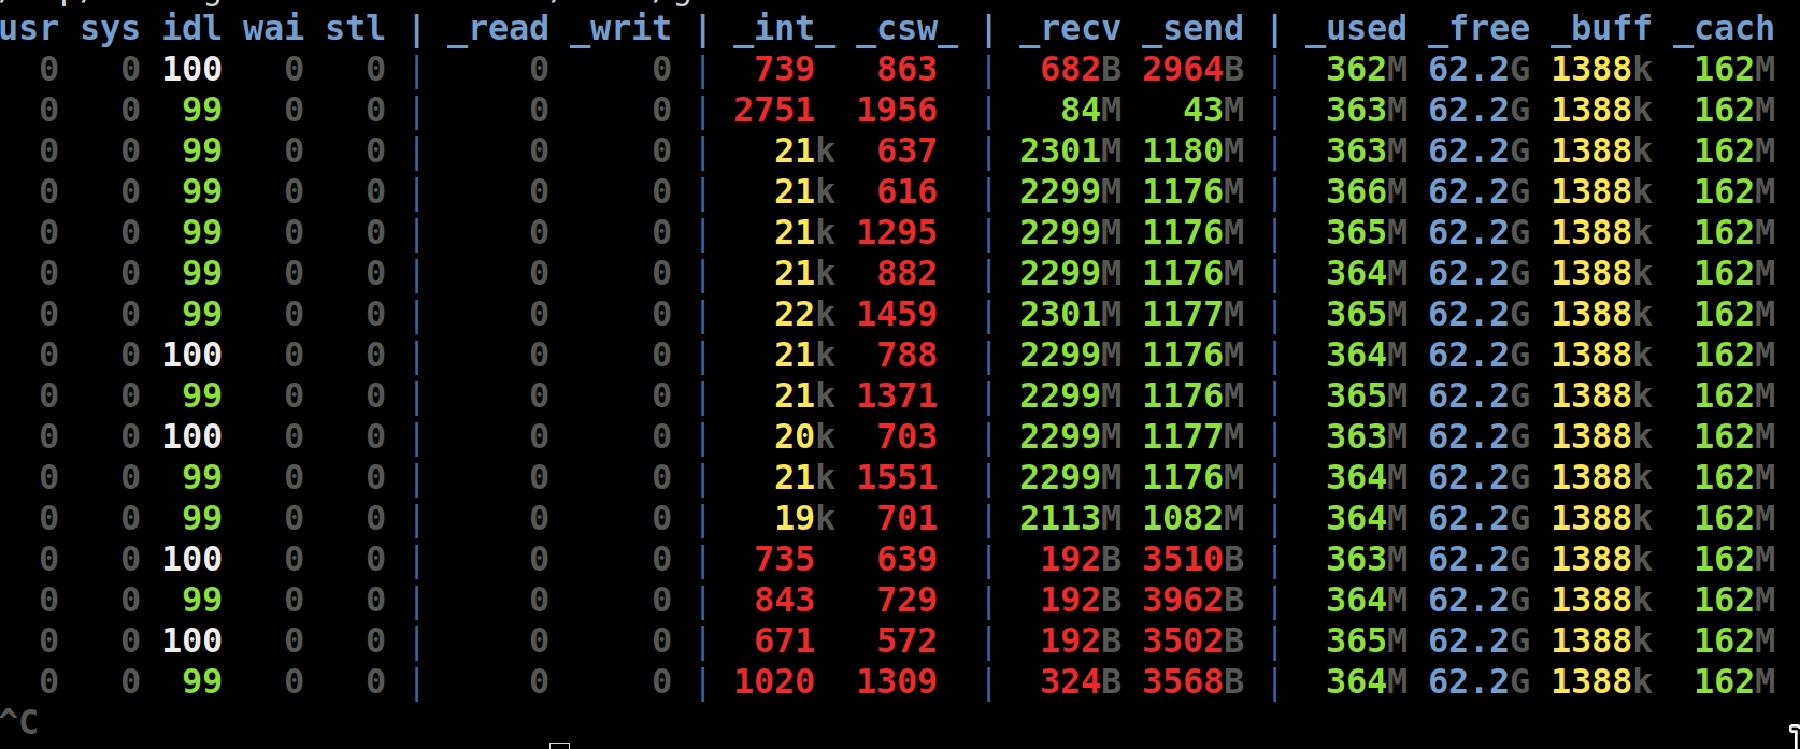 usr sys idl wai stl | _read _writ | _int_ _csw_ | _recv _send | _used _free _buff _cach
0 0 100 0 0 | 0 0 | 739 863 | 682B 2964B | 362M 62.2G 1388k 162M
0 0 99 0 0 | 0 0 | 2751 1956 | 84M 43M | 363M 62.2G 1388k 162M
0 0 99 0 0 | 0 0 | 21k 637 | 2301M 1180M | 363M 62.2G 1388k 162M
0 0 99 0 0 | 0 0 | 21k 616 | 2299M 1176M | 366M 62.2G 1388k 162M
0 0 99 0 0 | 0 0 | 21k 1295 | 2299M 1176M | 365M 62.2G 1388k 162M
0 0 99 0 0 | 0 0 | 21k 882 | 2299M 1176M | 364M 62.2G 1388k 162M
0 0 99 0 0 | 0 0 | 22k 1459 | 2301M 1177M | 365M 62.2G 1388k 162M
0 0 100 0 0 | 0 0 | 21k 788 | 2299M 1176M | 364M 62.2G 1388k 162M
0 0 99 0 0 | 0 0 | 21k 1371 | 2299M 1176M | 365M 62.2G 1388k 162M
0 0 100 0 0 | 0 0 | 20k 703 | 2299M 1177M | 363M 62.2G 1388k 162M
0 0 99 0 0 | 0 0 | 21k 1551 | 2299M 1176M | 364M 62.2G 1388k 162M
0 0 99 0 0 | 0 0 | 19k 701 | 2113M 1082M | 364M 62.2G 1388k 162M
0 0 100 0 0 | 0 0 | 735 639 | 192B 3510B | 363M 62.2G 1388k 162M
0 0 99 0 0 | 0 0 | 843 729 | 192B 3962B | 364M 62.2G 1388k 162M
0 0 100 0 0 | 0 0 | 671 572 | 192B 3502B | 365M 62.2G 1388k 162M
0 0 99 0 0 | 0 0 | 1020 1309 | 324B 3568B | 364M 62.2G 1388k 162M
^C